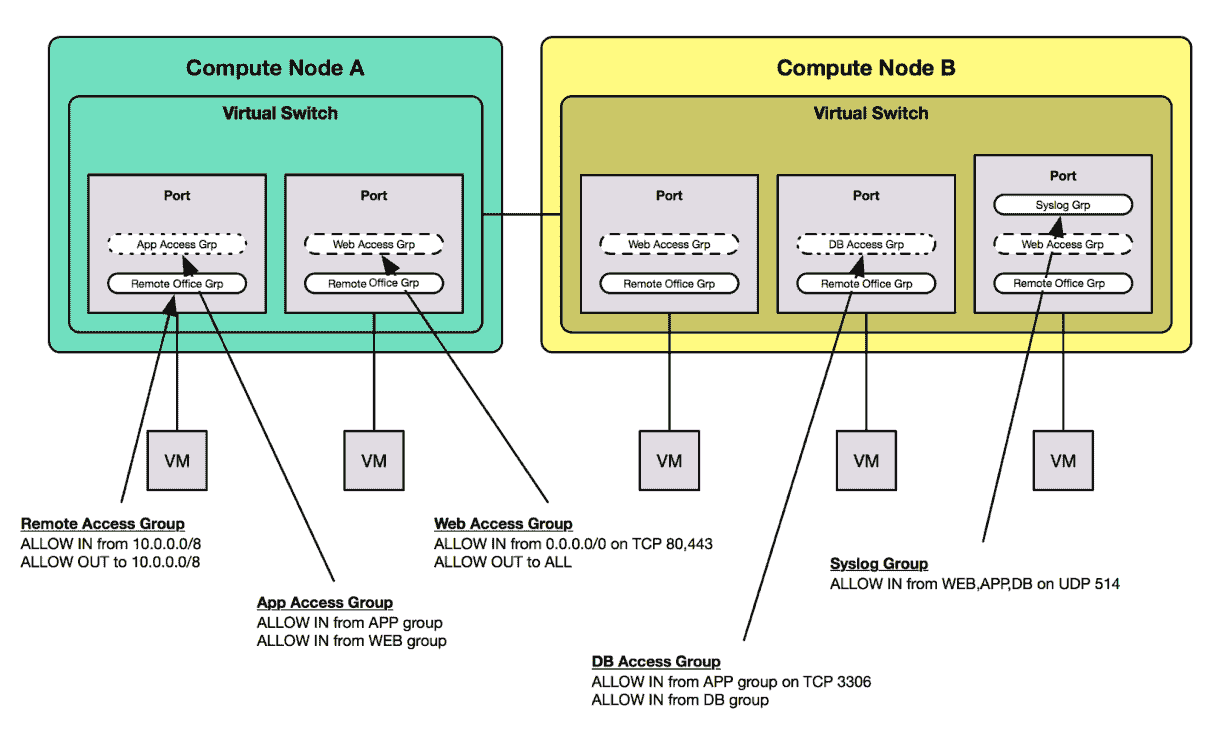 Compute Node A
Virtual Switch
Port
App Access Grp
Remote Office Grp
Port
Web Access Grp
Remote Office Grp
Compute Node B
Virtual Switch
Port
Web Access Grp
Remote Office Grp
Port
DB Access Grp
Remote Office Grp
Port
Syslog Grp
Web Access Grp
Remote Office Grp
VM
VM
VM
VM
VM
Remote Access Group
ALLOW IN from 10.0.0.0/8
ALLOW OUT to 10.0.0.0/8
App Access Group
ALLOW IN from APP group
ALLOW IN from WEB group
Web Access Group
ALLOW IN from 0.0.0.0/0 on TCP 80,443
ALLOW OUT to ALL
DB Access Group
ALLOW IN from APP group on TCP 3306
ALLOW IN from DB group
Syslog Group
ALLOW IN from WEB,APP,DB on UDP 514